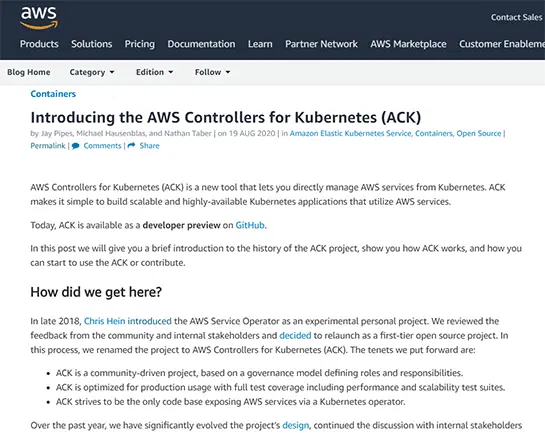 aws
Contact Sales
Products Solutions Pricing Documentation Learn Partner Network AWS Marketplace Customer Enableme
Blog Home Category Edition Follow
Containers
Introducing the AWS Controllers for Kubernetes (ACK)
by Jay Pipes, Michael Hausenblas, and Nathan Taber | on 19 AUG 2020 | in Amazon Elastic Kubernetes Service, Containers, Open Source |
Permalink | Comments | Share
AWS Controllers for Kubernetes (ACK) is a new tool that lets you directly manage AWS services from Kubernetes. ACK
makes it simple to build scalable and highly-available Kubernetes applications that utilize AWS services.
Today, ACK is available as a developer preview on GitHub.
In this post we will give you a brief introduction to the history of the ACK project, show you how ACK works, and how you
can start to use the ACK or contribute.
How did we get here?
In late 2018, Chris Hein introduced the AWS Service Operator as an experimental personal project. We reviewed the
feedback from the community and internal stakeholders and decided to relaunch as a first-tier open source project. In
this process, we renamed the project to AWS Controllers for Kubernetes (ACK). The tenets we put forward are:
• ACK is a community-driven project, based on a governance model defining roles and responsibilities.
• ACK is optimized for production usage with full test coverage including performance and scalability test suites.
• ACK strives to be the only code base exposing AWS services via a Kubernetes operator.
Over the past year, we have significantly evolved the project's design, continued the discussion with internal stakeholders